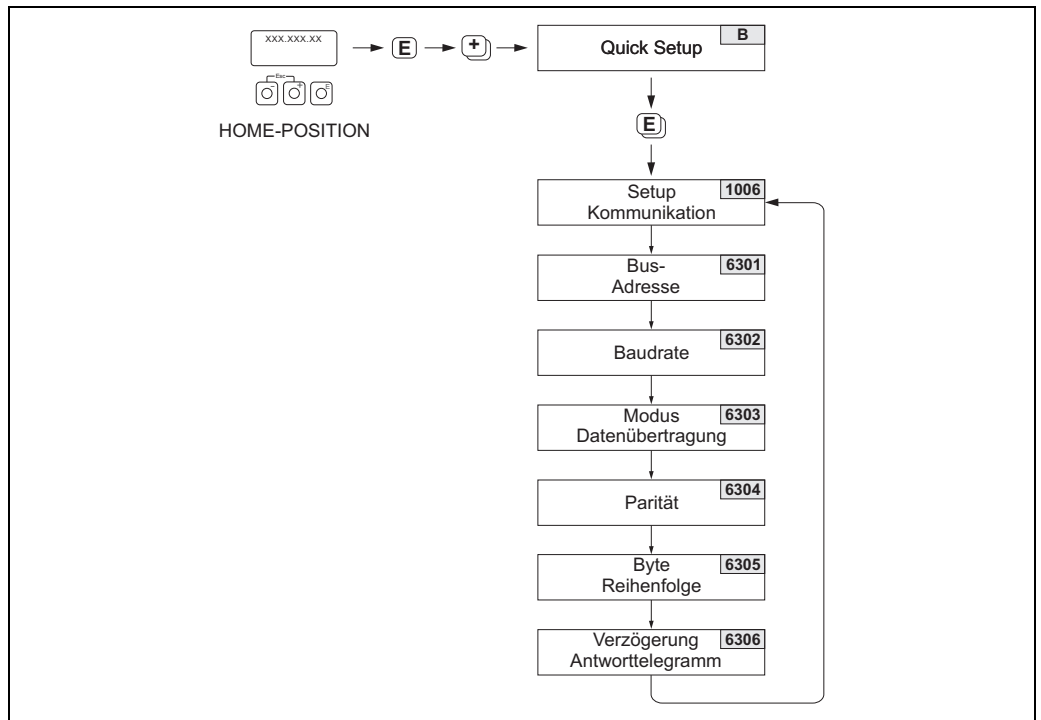 xxx.xxx.xx
E
+
Quick Setup
B
Esc
-
+
E
HOME-POSITION
E
Setup
Kommunikation
1006
Bus-
Adresse
6301
Baudrate
6302
Modus
Datenübertragung
6303
Parität
6304
Byte
Reihenfolge
6305
Verzögerung
Antworttelegramm
6306